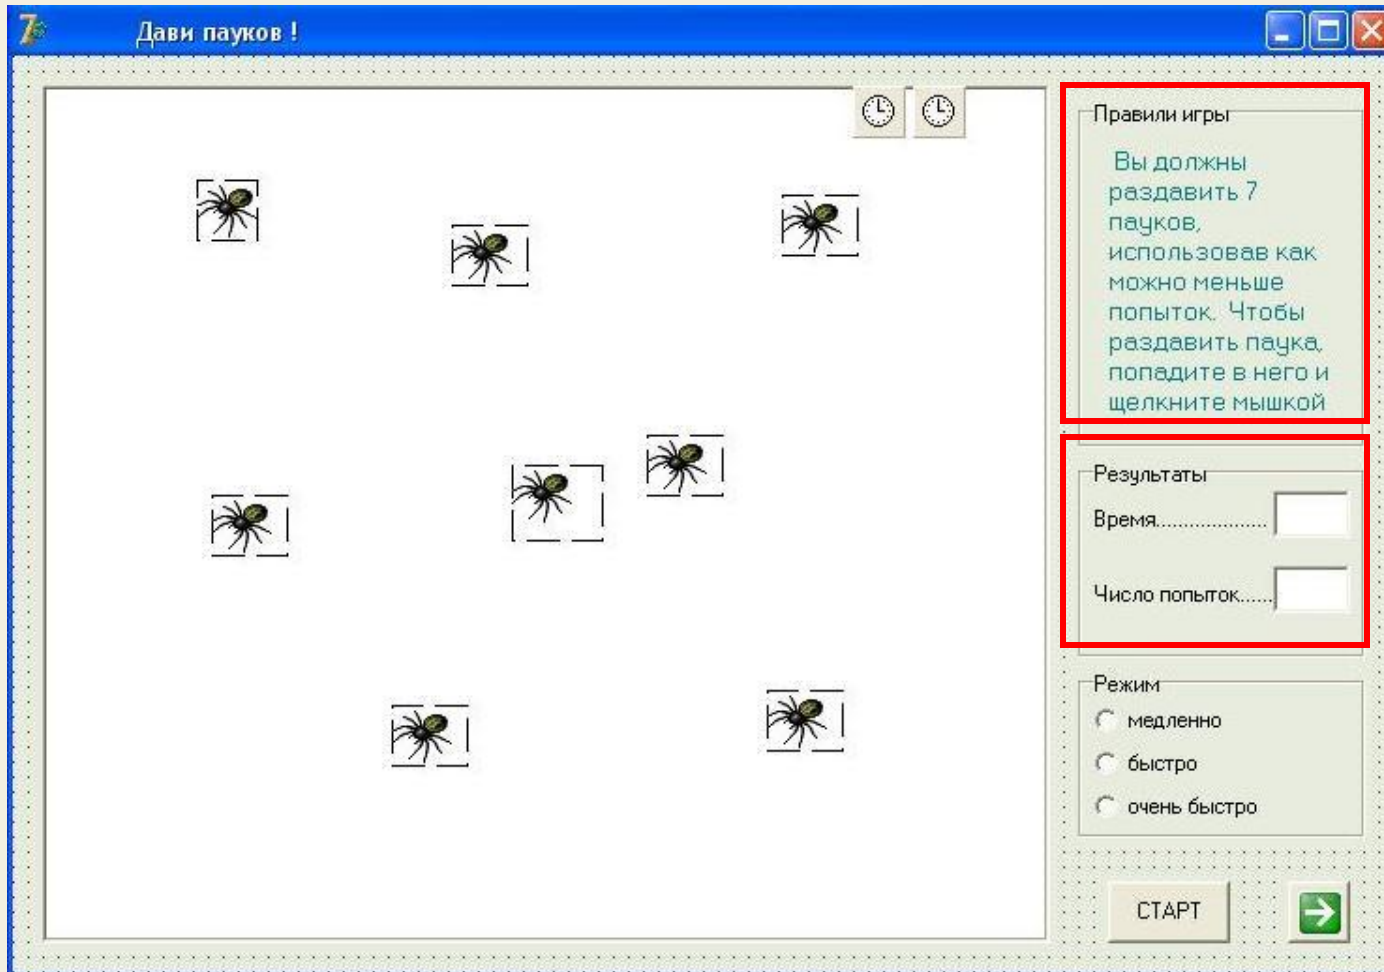 Дави пауков !
Правили игры
Вы должны
раздавить 7
пауков,
использовав как
можно меньше
попыток. Чтобы
раздавить паука,
попадите в него и
щелкните мышкой
Результаты
Время....................
Число попыток......
Режим
медленно
быстро
очень быстро
СТАРТ